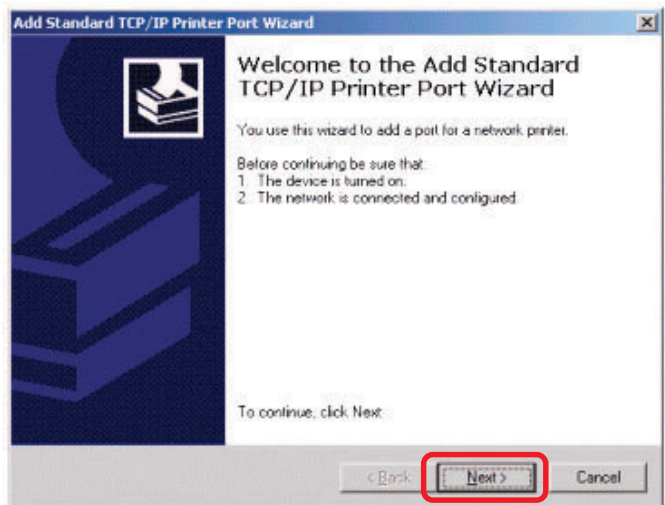 Add Standard TCP/IP Printer Port Wizard
Welcome to the Add Standard
TCP/IP Printer Port Wizard
You use this wizard to add a port for a network printer.
Before continuing be sure that:
1. The device is turned on.
2. The network is connected and configured.
To continue, click Next.
< Back
Next >
Cancel